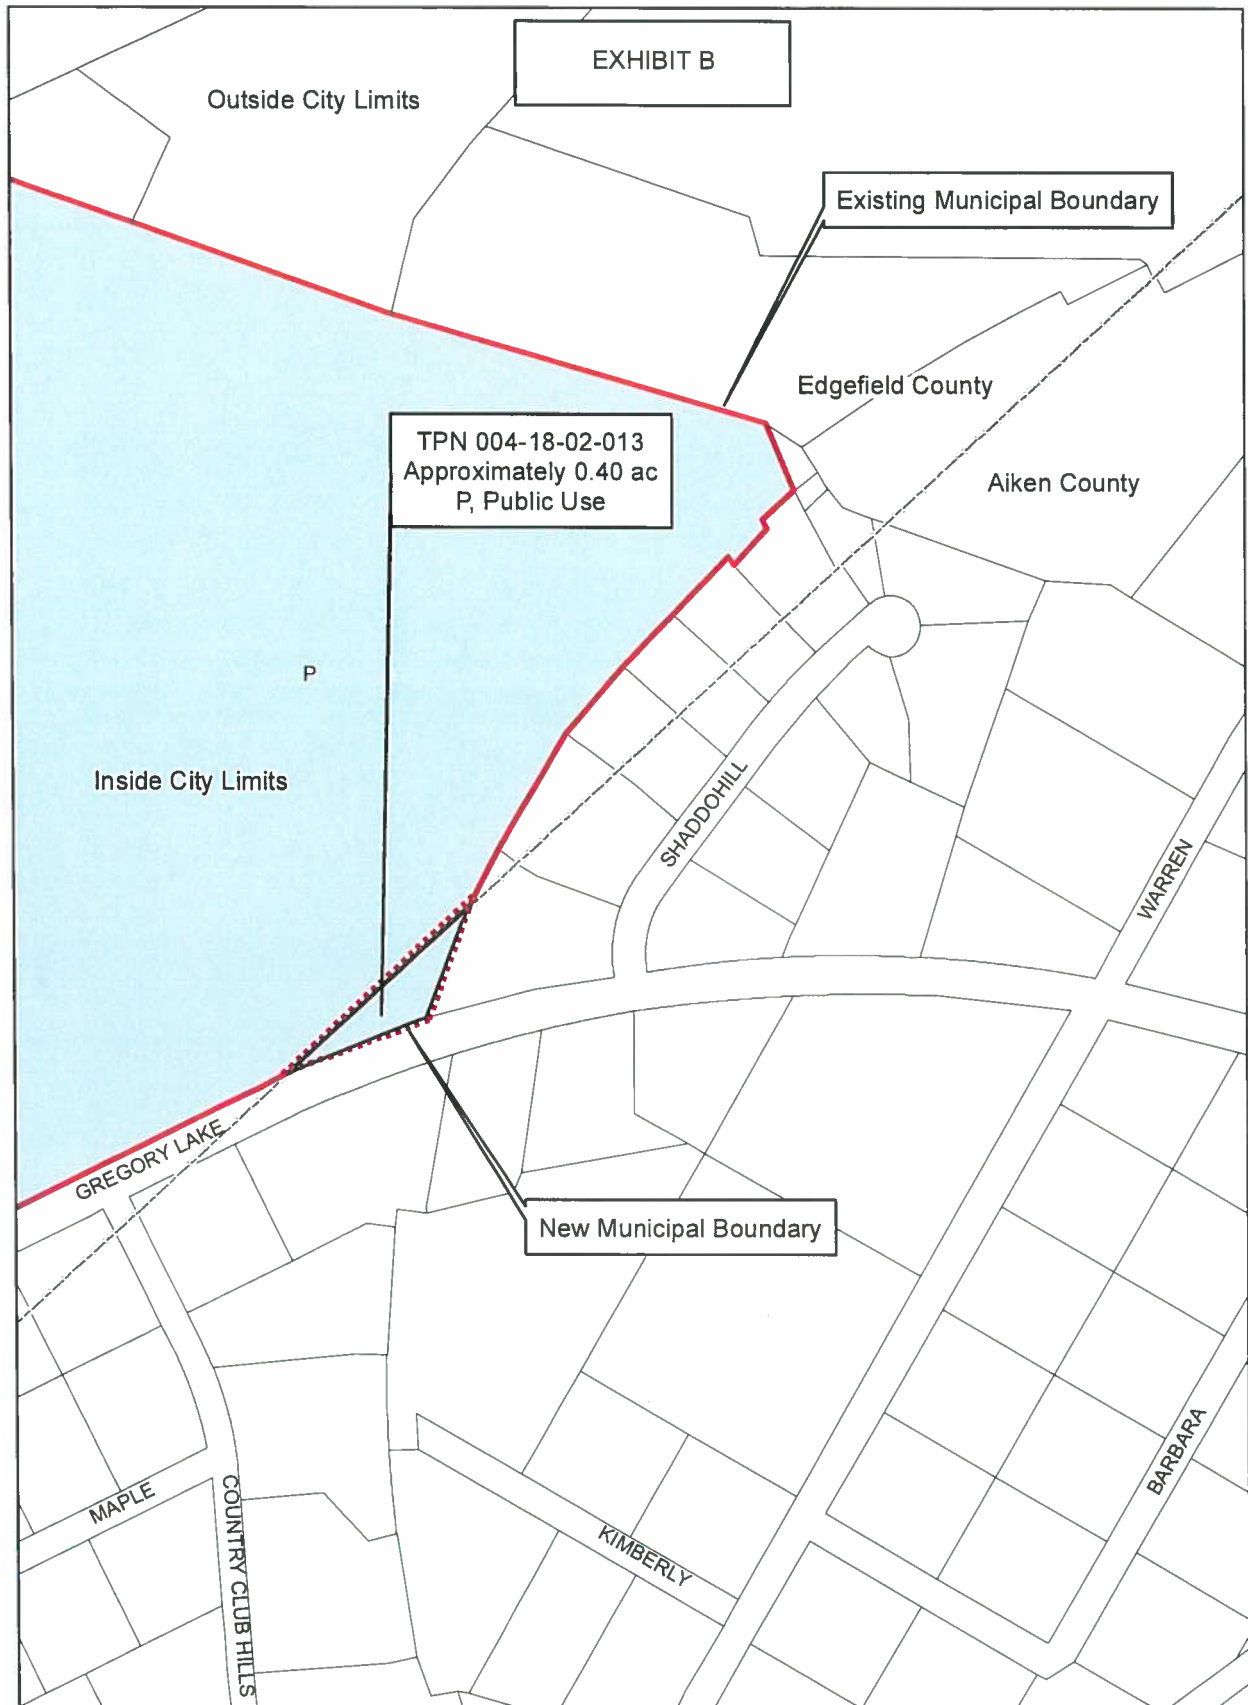 EXHIBIT B
Outside City Limits
Existing Municipal Boundary
Edgefield County
TPN 004-18-02-013
Approximately 0.40 ac
P, Public Use
Aiken County
P
Inside City Limits
SHADDOHILL
WARREN
GREGORY LAKE
New Municipal Boundary
MAPLE
COUNTRY CLUB HILLS
KIMBERLY
BARBARA